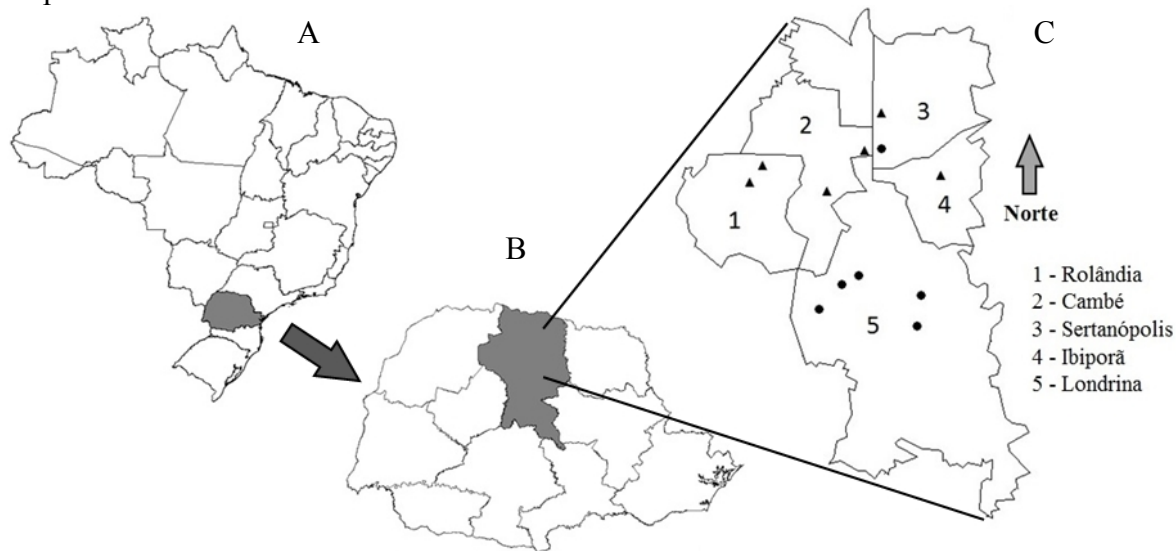 A
B
C
1
2
3
4
5
Norte
1 - Rolândia
2 - Cambé
3 - Sertanópolis
4 - Ibiporã
5 - Londrina